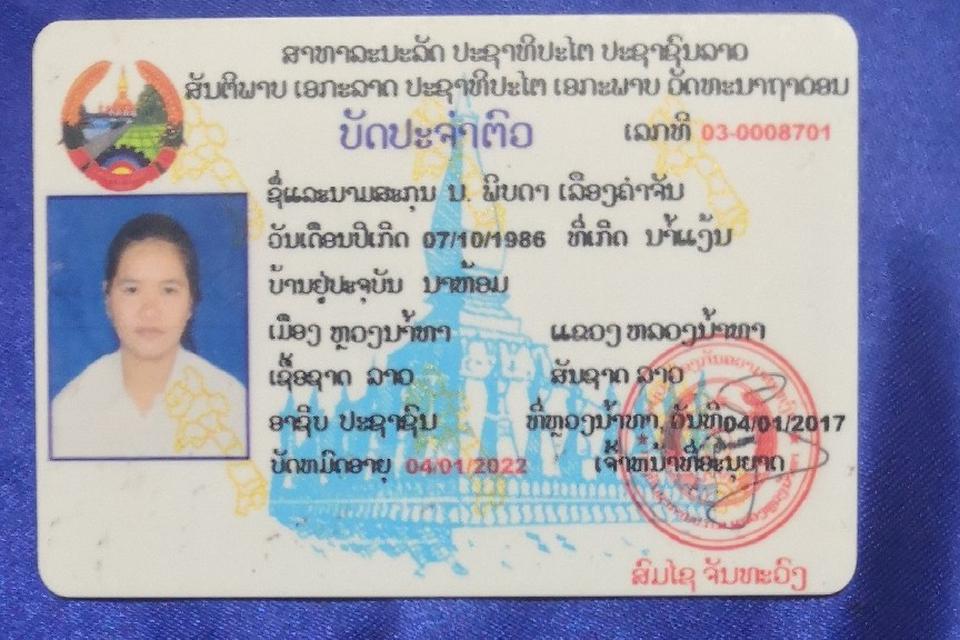 ສາທາລະນະລັດ ປະຊາທິປະໄຕ ປະຊາຊົນລາວ
ສັນຕິພາບ ເອກະລາດ ປະຊາທິປະໄຕ ເອກະພາບ ວັດທະນາຖາວອນ
ບັດປະຈຳຕົວ
ເລກທີ 03-0008701
ຊື່ແລະນາມສະກຸນ ນ. ພິບດາ ເລືອງຄຳຈັນ
ວັນເດືອນປີເກີດ 07/10/1986 ທີ່ເກີດ ນ້ຳແງ້ນ
ບ້ານຢູ່ປະຈຸບັນ ນາຫ້ອມ
ເມືອງ ຫຼວງນ້ຳທາ ແຂວງ ຫລວງນ້ຳທາ
ເຊື້ອຊາດ ລາວ ສັນຊາດ ລາວ
ອາຊີບ ປະຊາຊົນ ທີ່ຫຼວງນ້ຳທາ, ວັນທີ 04/01/2017
ບັດຫມົດອາຍຸ 04/01/2022 ເຈົ້າຫນ້າທີ່ອະນຸຍາດ
ສົມໄຊ ຈັນທະວົງ